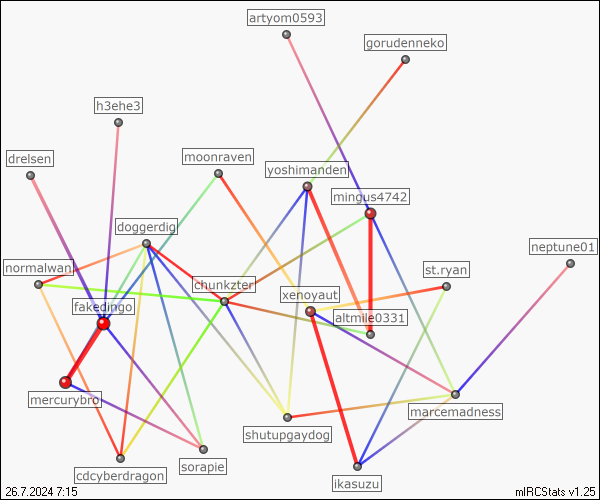 artyom0593
gorudenneko
h3ehe3
drelsen
moonraven
yoshimanden
mingus4742
doggerdig
neptune01
normalwan
st.ryan
chunkzter
xenoyaut
fakedingo
altmile0331
mercurybro
marcemadness
shutupgaydog
sorapie
cdcyberdragon
ikasuzu
26.7.2024 7:15
mIRCStats v1.25